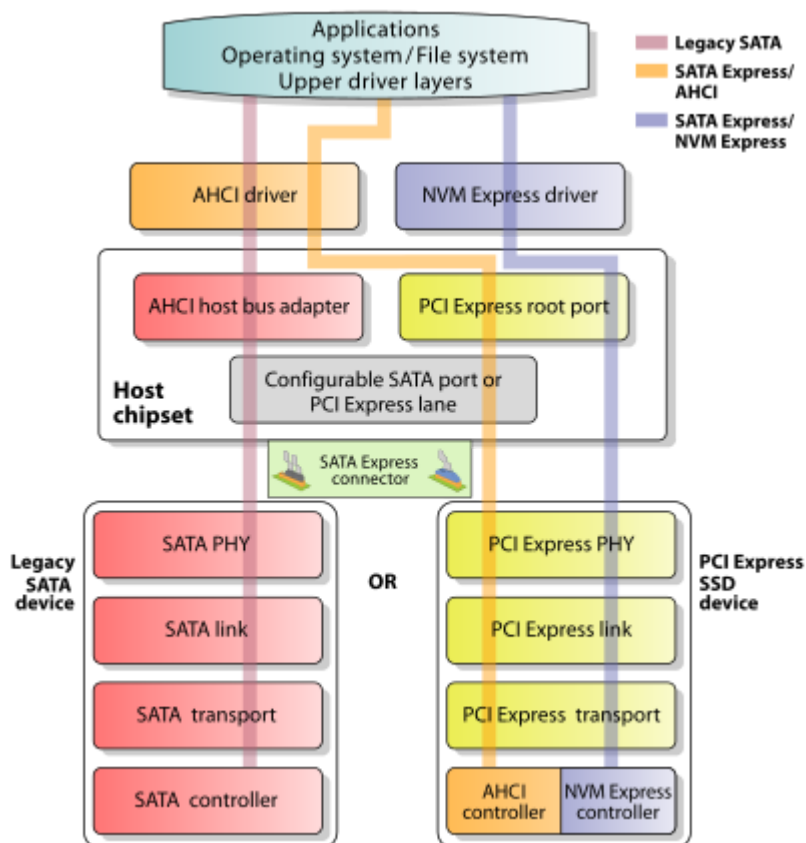 Applications
Operating system/File system
Upper driver layers
Legacy SATA
SATA Express/
AHCI
SATA Express/
NVM Express
AHCI driver
NVM Express driver
AHCI host bus adapter
PCI Express root port
Configurable SATA port or
PCI Express lane
Host
chipset
SATA Express
connector
Legacy
SATA
device
SATA PHY
SATA link
SATA transport
SATA controller
OR
PCI Express PHY
PCI Express link
PCI Express transport
AHCI
controller
NVM Express
controller
PCI Express
SSD
device